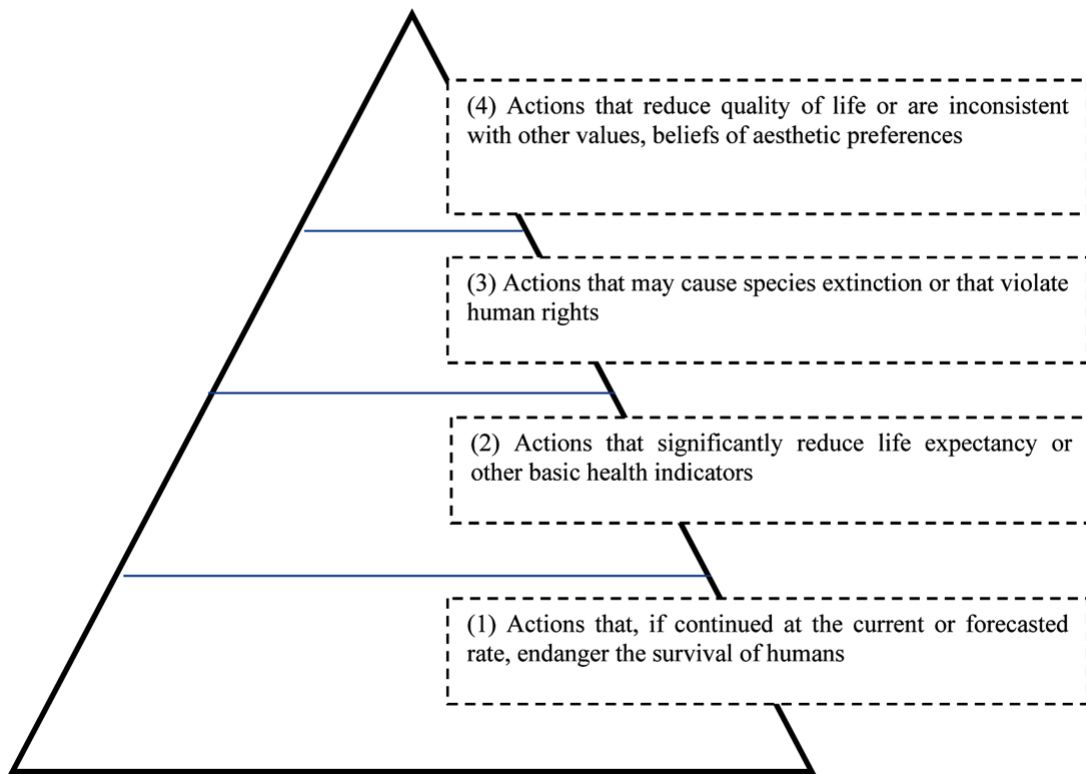 (4) Actions that reduce quality of life or are inconsistent
with other values, beliefs of aesthetic preferences
(3) Actions that may cause species extinction or that violate
human rights
(2) Actions that significantly reduce life expectancy or
other basic health indicators
(1) Actions that, if continued at the current or forecasted
rate, endanger the survival of humans